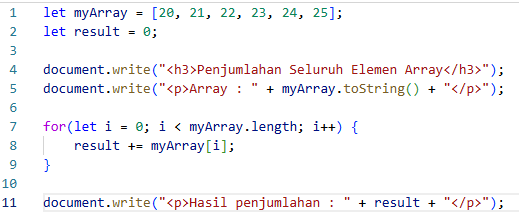 1 let myArray = [20, 21, 22, 23, 24, 25];
2 let result = 0;
3
4 document.write("<h3>Penjumlahan Seluruh Elemen Array</h3>");
5 document.write("<p>Array : " + myArray.toString() + "</p>");
6
7 for(let i = 0; i < myArray.length; i++) {
8     result += myArray[i];
9 }
10
11 document.write("<p>Hasil penjumlahan : " + result + "</p>");